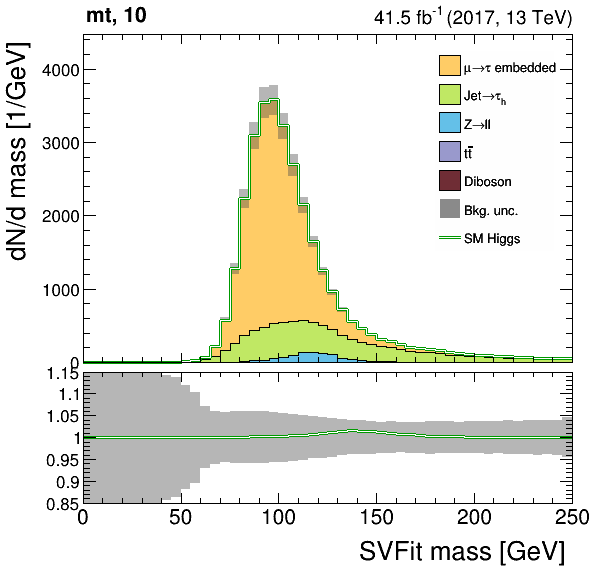 mt, 10
41.5 fb⁻¹ (2017, 13 TeV)
dN/d mass [1/GeV]
4000
3000
2000
1000
0
μ→τ embedded
Jet→τₕ
Z→ll
tt̅
Diboson
Bkg. unc.
SM Higgs
1.15
1.1
1.05
1
0.95
0.9
0.85
0 50 100 150 200 250
SVFit mass [GeV]